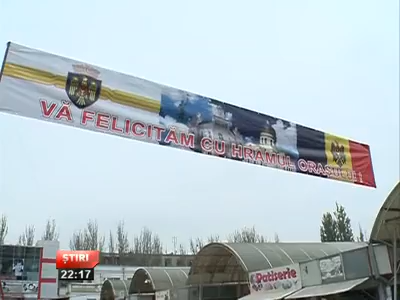 VĂ FELICITĂM CU HRAMUL ORAȘULUI !
Patiserie
ȘTIRI
22:17